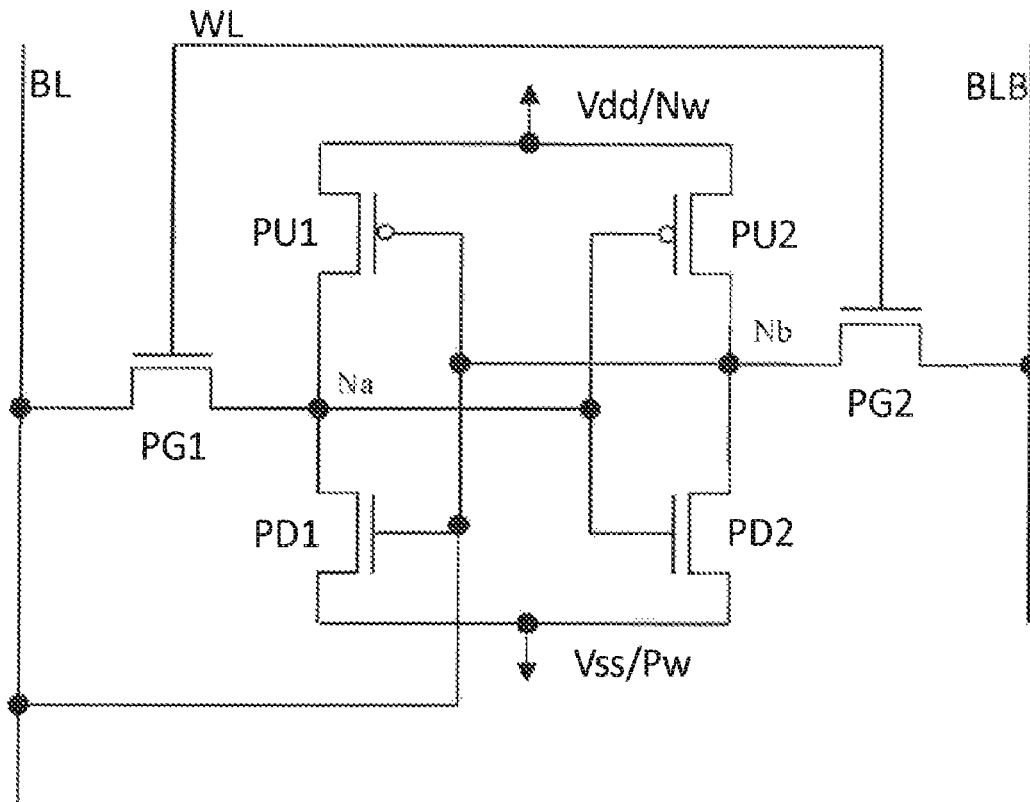 WL
BL
BLB
Vdd/Nw
PU1
PU2
Nb
Na
PG2
PG1
PD1
PD2
Vss/Pw